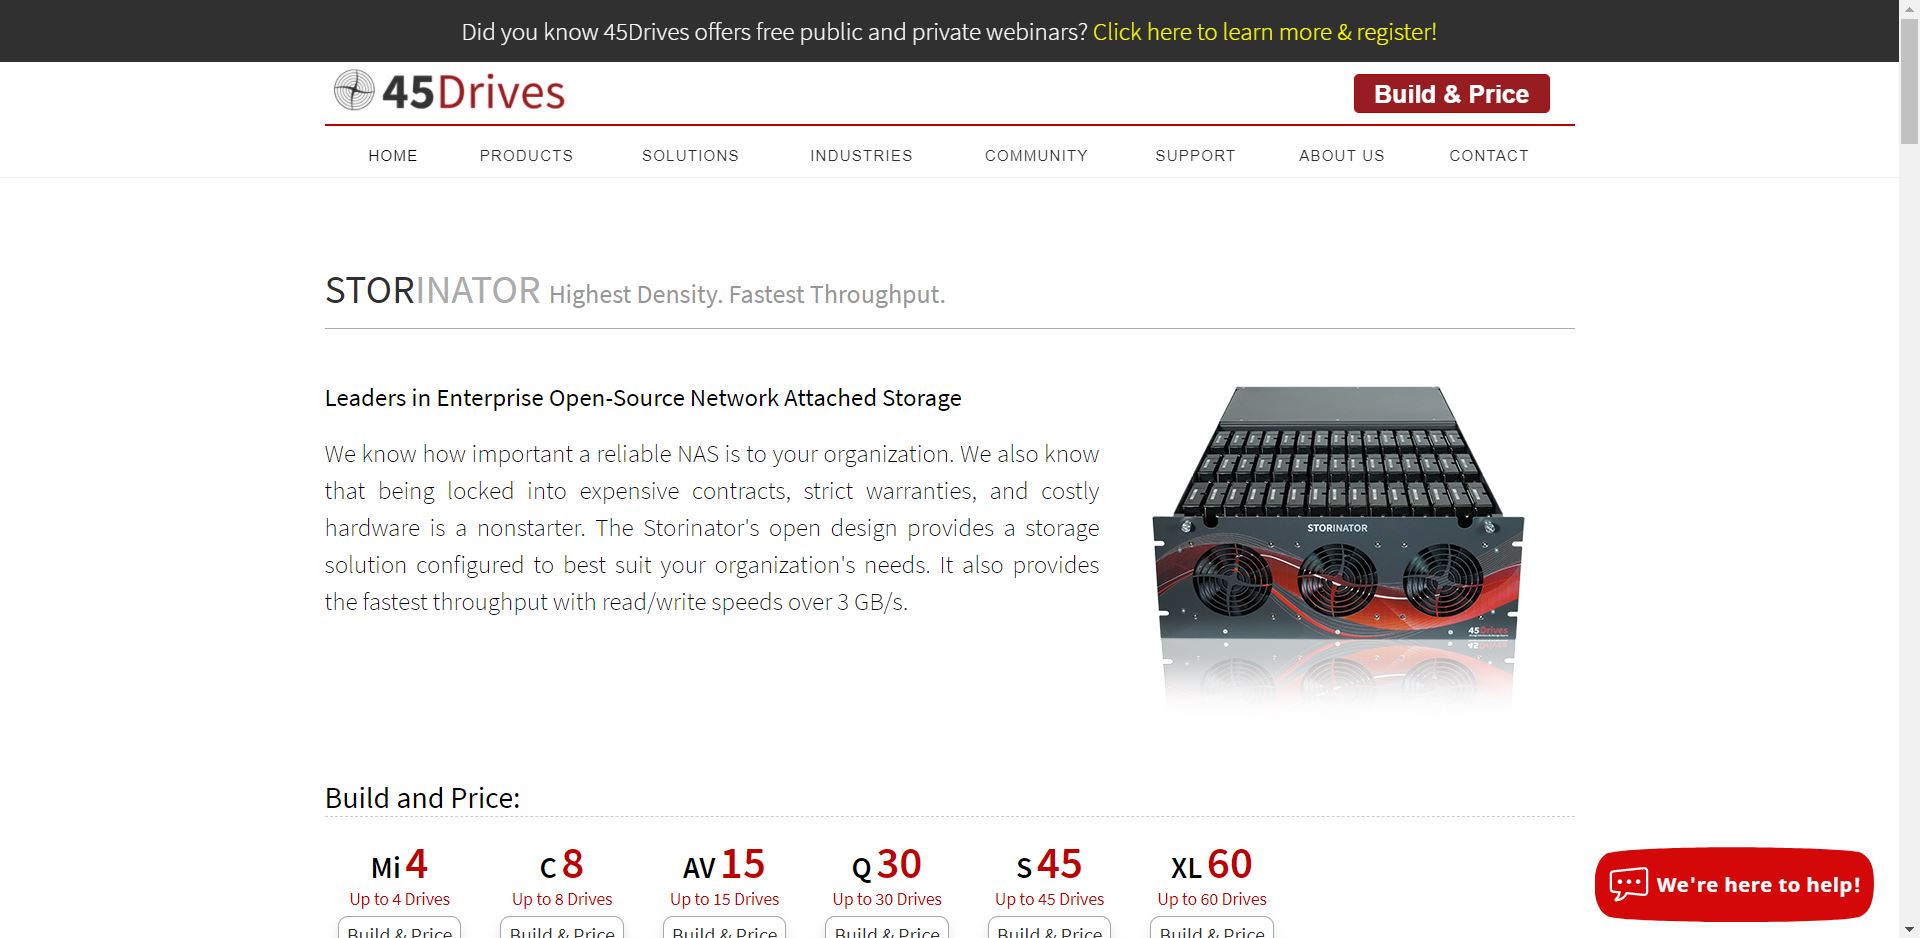 Did you know 45Drives offers free public and private webinars? Click here to learn more & register!
45Drives
Build & Price
HOME PRODUCTS SOLUTIONS INDUSTRIES COMMUNITY SUPPORT ABOUT US CONTACT
STORINATOR Highest Density. Fastest Throughput.
Leaders in Enterprise Open-Source Network Attached Storage
We know how important a reliable NAS is to your organization. We also know
that being locked into expensive contracts, strict warranties, and costly
hardware is a nonstarter. The Storinator's open design provides a storage
solution configured to best suit your organization's needs. It also provides
the fastest throughput with read/write speeds over 3 GB/s.
STORINATOR
45Drives
Build and Price:
Mi 4 C 8 AV 15 Q 30 S 45 XL 60
Up to 4 Drives Up to 8 Drives Up to 15 Drives Up to 30 Drives Up to 45 Drives Up to 60 Drives
Build & Price Build & Price Build & Price Build & Price Build & Price Build & Price
We're here to help!